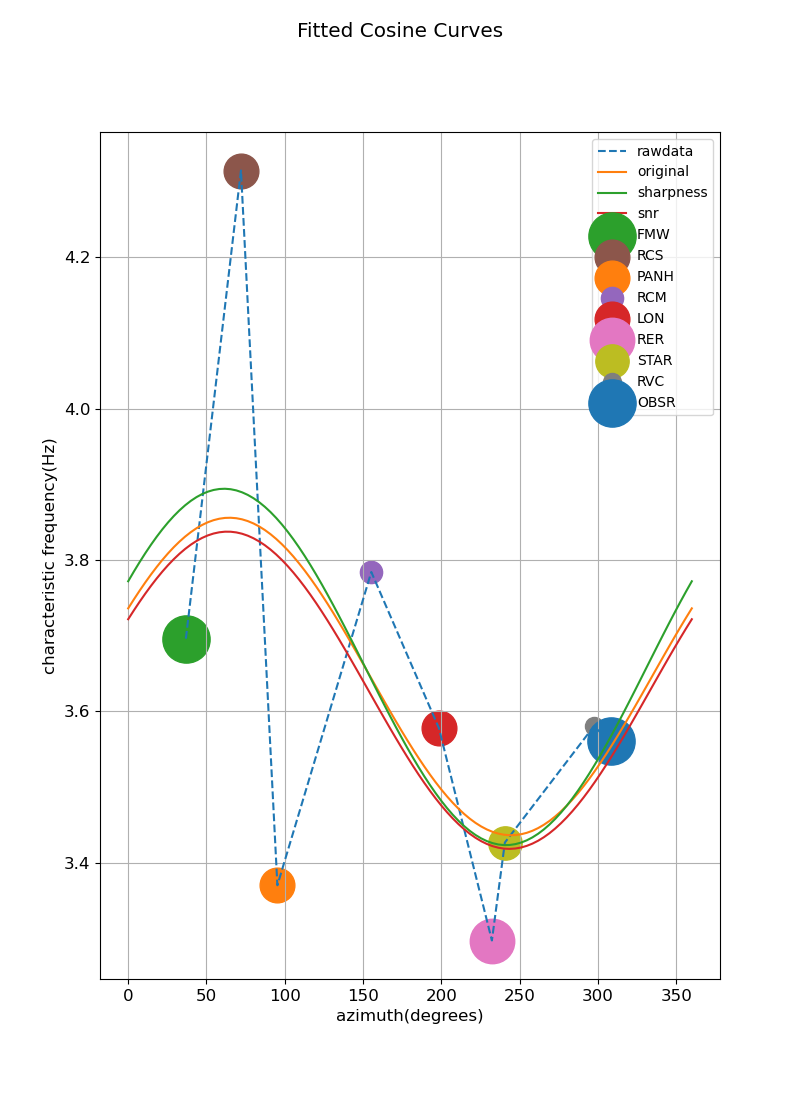 Fitted Cosine Curves
characteristic frequency(Hz)
4.2
4.0
3.8
3.6
3.4
0 50 100 150 200 250 300 350
azimuth(degrees)
rawdata
original
sharpness
snr
FMW
RCS
PANH
RCM
LON
RER
STAR
RVC
OBSR